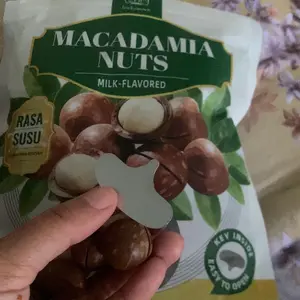 MACADAMIA
NUTS
MILK-FLAVORED
RASA
SUSU
KEY INSIDE
EASY TO OPEN